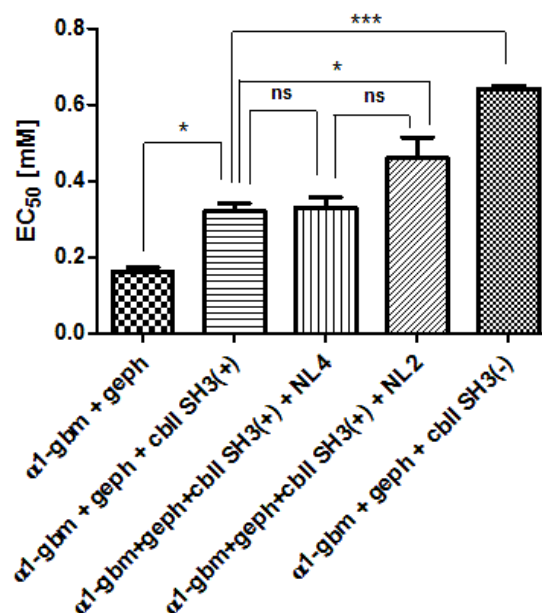 ***
0.8
*
ns
ns
0.6
*
EC50 [mM]
0.4
0.2
0.0
α1-gbm + geph
α1-gbm + geph + cbII SH3(+)
α1-gbm+geph+cbII SH3(+) + NL4
α1-gbm+geph+cbII SH3(+) + NL2
α1-gbm + geph + cbII SH3(-)